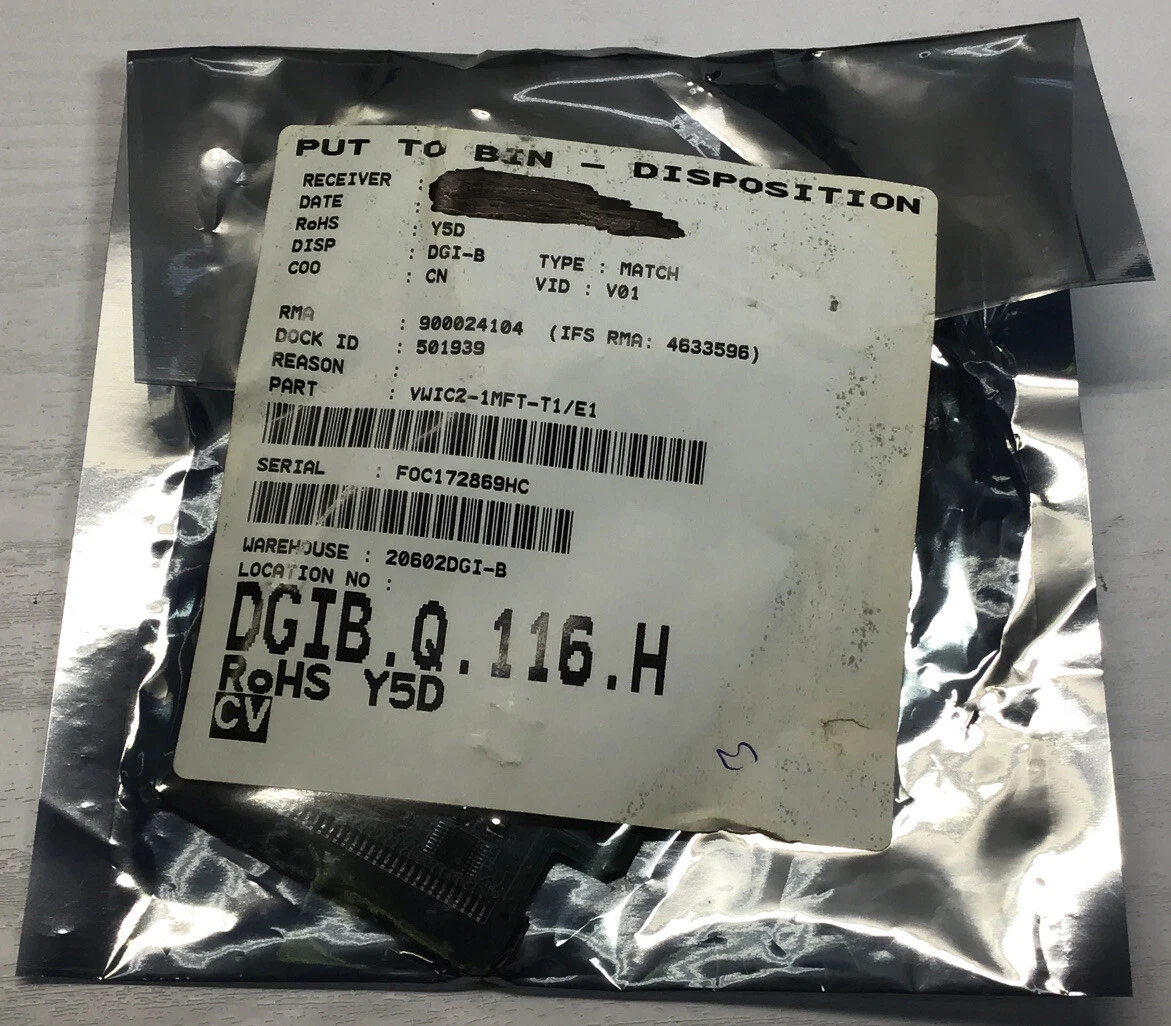 PUT TO BIN - DISPOSITION
RECEIVER :
DATE :
RoHS : Y5D
DISP : DGI-B TYPE : MATCH
COO : CN VID : V01
RMA : 900024104 (IFS RMA: 4633596)
DOCK ID : 501939
REASON :
PART : VWIC2-1MFT-T1/E1
SERIAL : FOC172869HC
WAREHOUSE : 20602DGI-B
LOCATION NO :
DGIB.Q.116.H
RoHS Y5D
CV